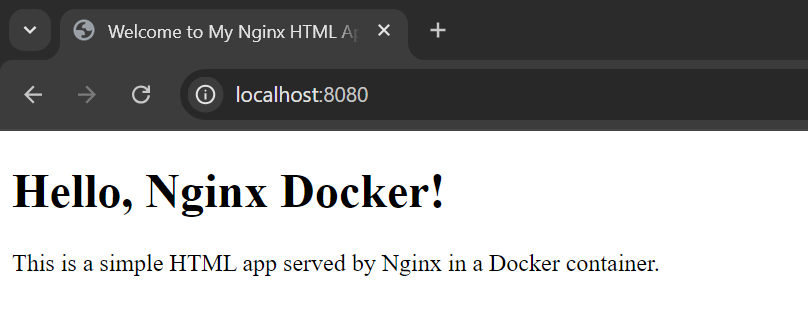 Welcome to My Nginx HTML Ap
localhost:8080
Hello, Nginx Docker!
This is a simple HTML app served by Nginx in a Docker container.